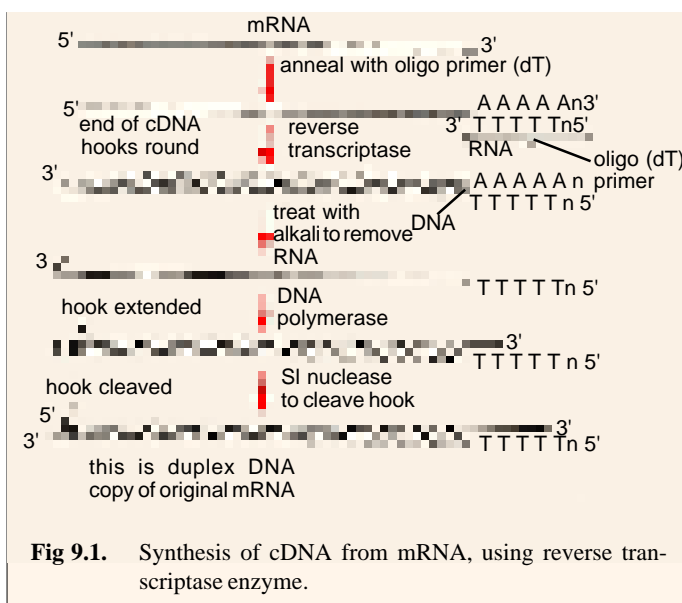 mRNA
5' 3'
anneal with oligo primer (dT)
5' A A A A An3'
end of cDNA reverse 3' T T T T Tn5'
hooks round transcriptase RNA oligo (dT)
3' A A A A A n primer
treat with DNA T T T T T n 5'
alkali to remove
RNA
3
T T T T Tn 5'
hook extended DNA
polymerase
3'
T T T T T n 5'
hook cleaved SI nuclease
to cleave hook
5'
3' 3'
T T T T Tn 5'
this is duplex DNA
copy of original mRNA
Fig 9.1. Synthesis of cDNA from mRNA, using reverse tran-
scriptase enzyme.